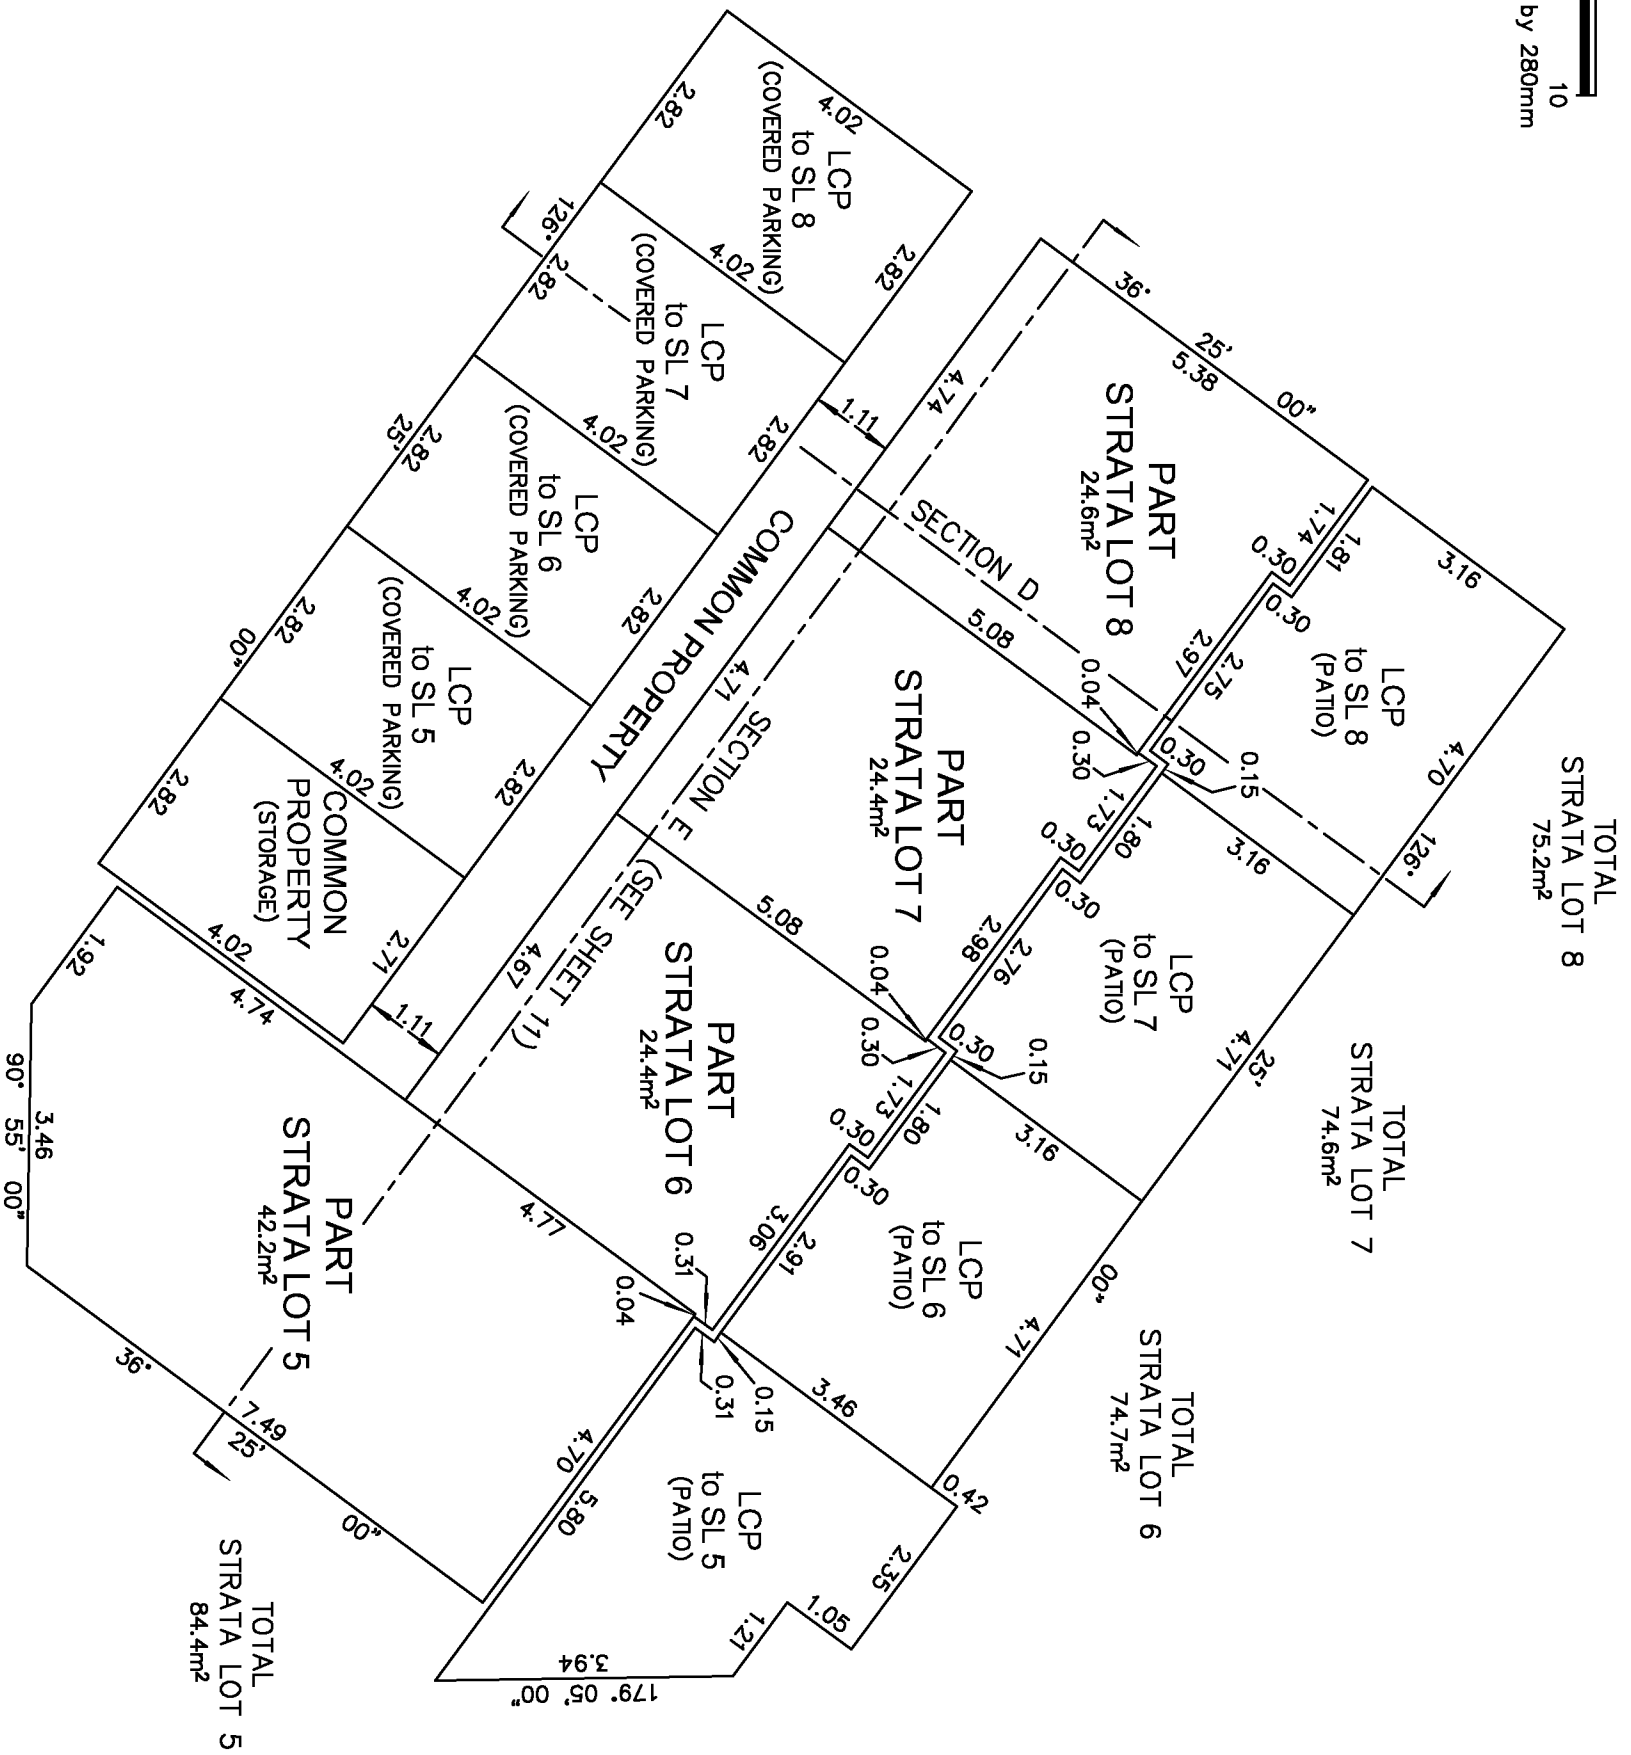 10
by 280mm
LCP
to SL 8
(COVERED PARKING)
4.02
2.82
2.82
126°
LCP
to SL 7
(COVERED PARKING)
4.02
2.82
2.82
LCP
to SL 6
(COVERED PARKING)
4.02
2.82
25'
2.82
LCP
to SL 5
(COVERED PARKING)
4.02
2.82
00"
2.82
COMMON
PROPERTY
(STORAGE)
4.02
2.82
2.71
4.02
1.11
1.11
COMMON PROPERTY
36°
25'
00"
5.38
4.74
PART
STRATA LOT 8
24.6m²
SECTION D
1.74
1.81
0.30
0.30
2.97
2.75
5.08
0.04
0.30
0.30
0.15
LCP
to SL 8
(PATIO)
3.16
4.70
126°
TOTAL
STRATA LOT 8
75.2m²
PART
STRATA LOT 7
24.4m²
4.71
SECTION E
(SEE SHEET 11)
1.73
1.80
0.30
0.30
2.98
2.76
5.08
0.04
0.30
0.30
0.15
LCP
to SL 7
(PATIO)
3.16
25'
4.71
TOTAL
STRATA LOT 7
74.6m²
PART
STRATA LOT 6
24.4m²
4.67
1.73
1.80
0.30
0.30
3.06
2.91
4.77
0.31
0.04
0.31
0.15
LCP
to SL 6
(PATIO)
3.16
00"
4.71
3.46
TOTAL
STRATA LOT 6
74.7m²
PART
STRATA LOT 5
42.2m²
4.74
1.92
3.46
90° 55' 00"
36°
7.49
25'
00"
4.70
5.80
LCP
to SL 5
(PATIO)
0.42
2.35
1.05
1.21
3.94
179° 05' 00"
TOTAL
STRATA LOT 5
84.4m²